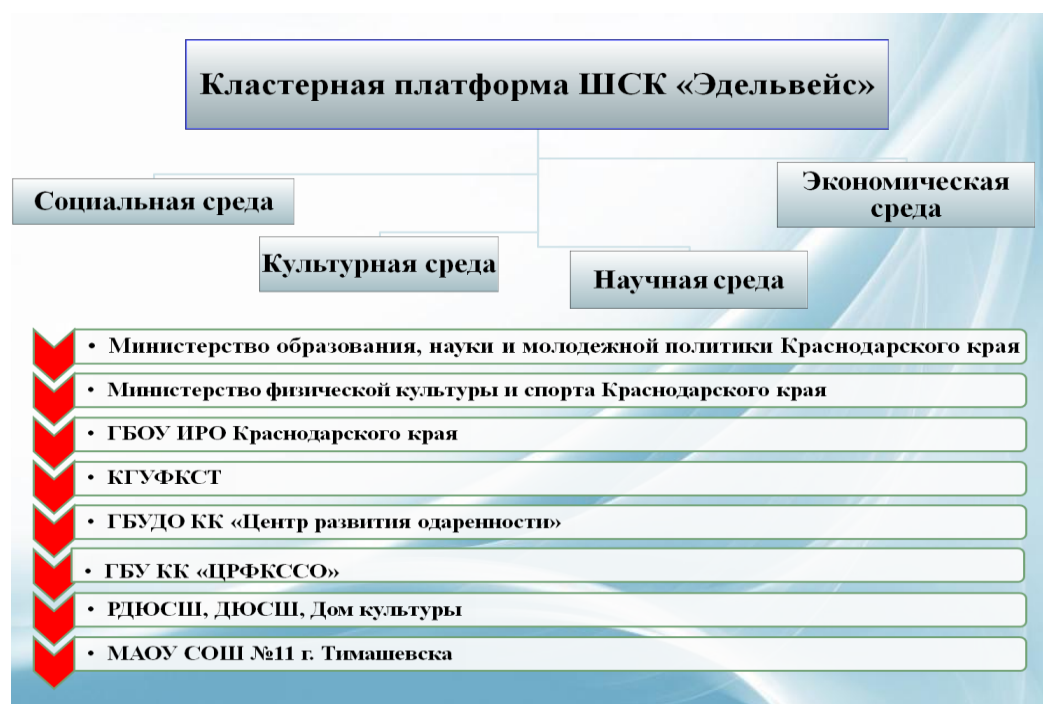 Кластерная платформа ШСК «Эдельвейс»
Социальная среда
Экономическая
среда
Культурная среда
Научная среда
• Министерство образования, науки и молодежной политики Краснодарского края
• Министерство физической культуры и спорта Краснодарского края
• ГБОУ ИРО Краснодарского края
• КГУФКСТ
• ГБУДО КК «Центр развития одаренности»
• ГБУ КК «ЦРФКССО»
• РДЮСШ, ДЮСШ, Дом культуры
• МАОУ СОШ №11 г. Тимашевска